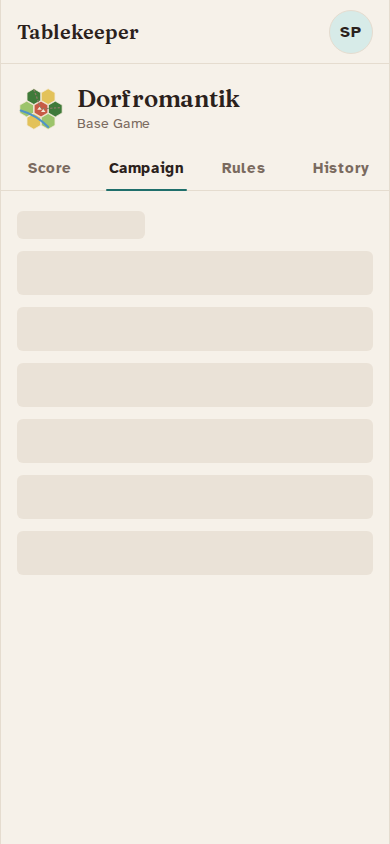 Tablekeeper
SP
Dorfromantik
Base Game
Score
Campaign
Rules
History